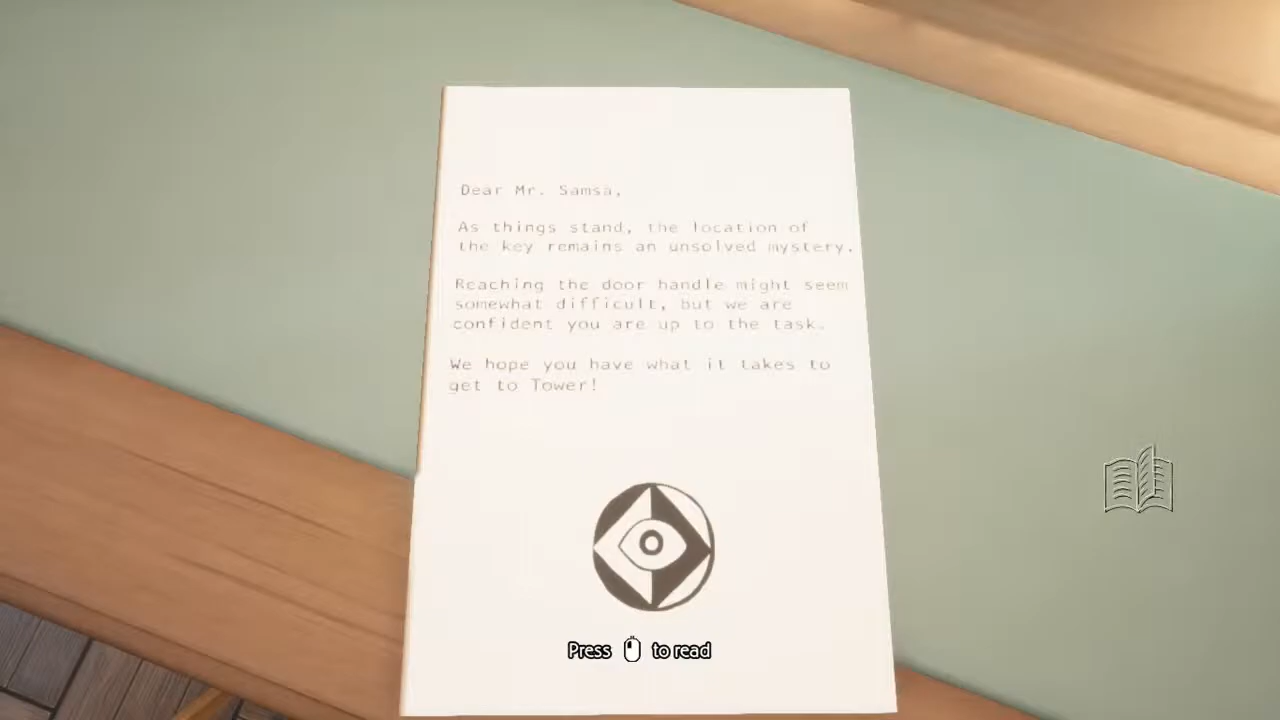 Dear Mr. Samsa,
As things stand, the location of
the key remains an unsolved mystery.
Reaching the door handle might seem
somewhat difficult, but we are
confident you are up to the task.
We hope you have what it takes to
get to Tower!
Press to read